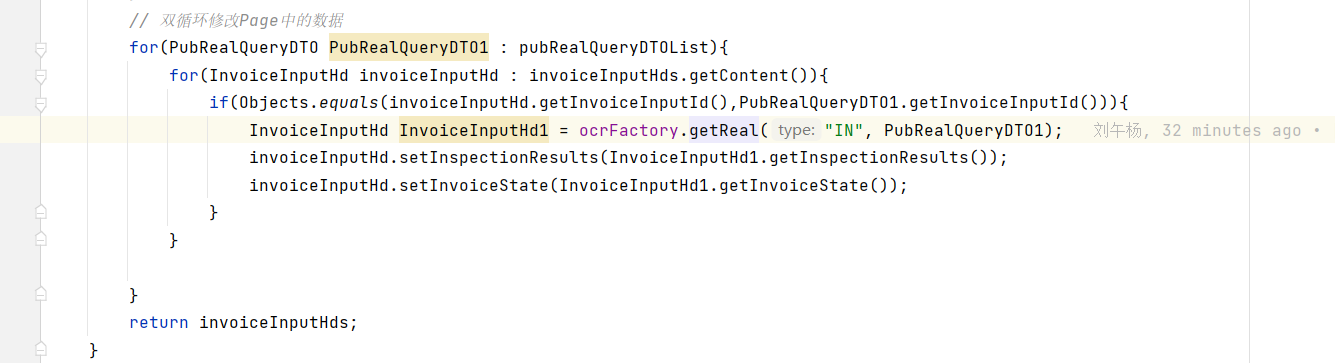 // 双循环修改Page中的数据
for(PubRealQueryDTO PubRealQueryDTO1 : pubRealQueryDTOList){
for(InvoiceInputHd invoiceInputHd : invoiceInputHds.getContent()){
if(Objects.equals(invoiceInputHd.getInvoiceInputId(),PubRealQueryDTO1.getInvoiceInputId())){
InvoiceInputHd InvoiceInputHd1 = ocrFactory.getReal( type: "IN", PubRealQueryDTO1); 刘午杨, 32 minutes ago •
invoiceInputHd.setInspectionResults(InvoiceInputHd1.getInspectionResults());
invoiceInputHd.setInvoiceState(InvoiceInputHd1.getInvoiceState());
}
}
}
return invoiceInputHds;
}